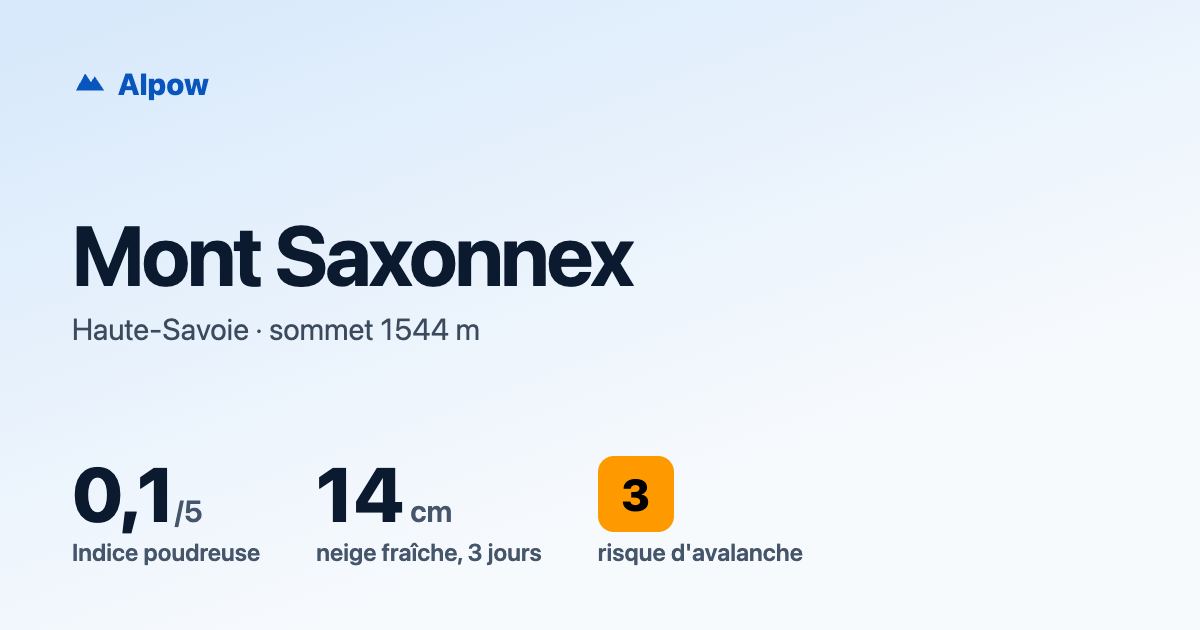 Alpow
Mont Saxonnex
Haute-Savoie · sommet 1544 m
0,1/5
Indice poudreuse
14 cm
neige fraîche, 3 jours
3
risque d'avalanche